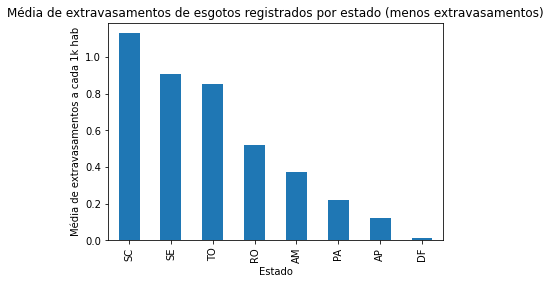 Média de extravasamentos de esgotos registrados por estado (menos extravasamentos)
Média de extravasamentos a cada 1k hab
1.0
0.8
0.6
0.4
0.2
0.0
SC
SE
TO
RO
AM
PA
AP
DF
Estado